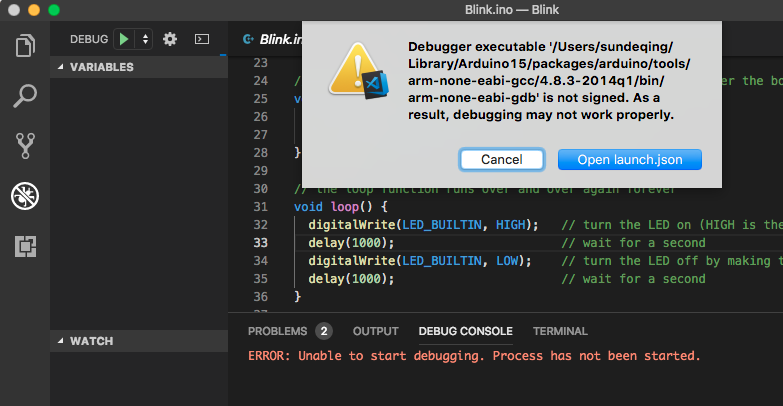 Blink.ino — Blink
DEBUG
Blink.in
VARIABLES
Debugger executable '/Users/sundeqing/
Library/Arduino15/packages/arduino/tools/
arm-none-eabi-gcc/4.8.3-2014q1/bin/
arm-none-eabi-gdb' is not signed. As a
result, debugging may not work properly.
Cancel
Open launch.json
23
24 / er the bo
25 v
26
27
28 }
29
30 // the loop function runs over and over again forever
31 void loop() {
32 digitalWrite(LED_BUILTIN, HIGH); // turn the LED on (HIGH is the
33 delay(1000); // wait for a second
34 digitalWrite(LED_BUILTIN, LOW); // turn the LED off by making t
35 delay(1000); // wait for a second
36 }
WATCH
PROBLEMS 2 OUTPUT DEBUG CONSOLE TERMINAL
ERROR: Unable to start debugging. Process has not been started.